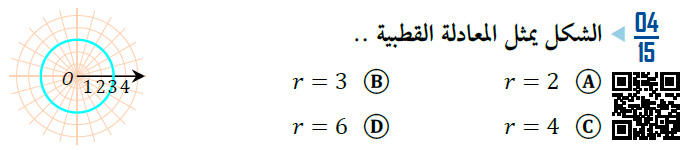 04
15
الشكل يمثل المعادلة القطبية ..
A r = 2
B r = 3
C r = 4
D r = 6
O 1 2 3 4